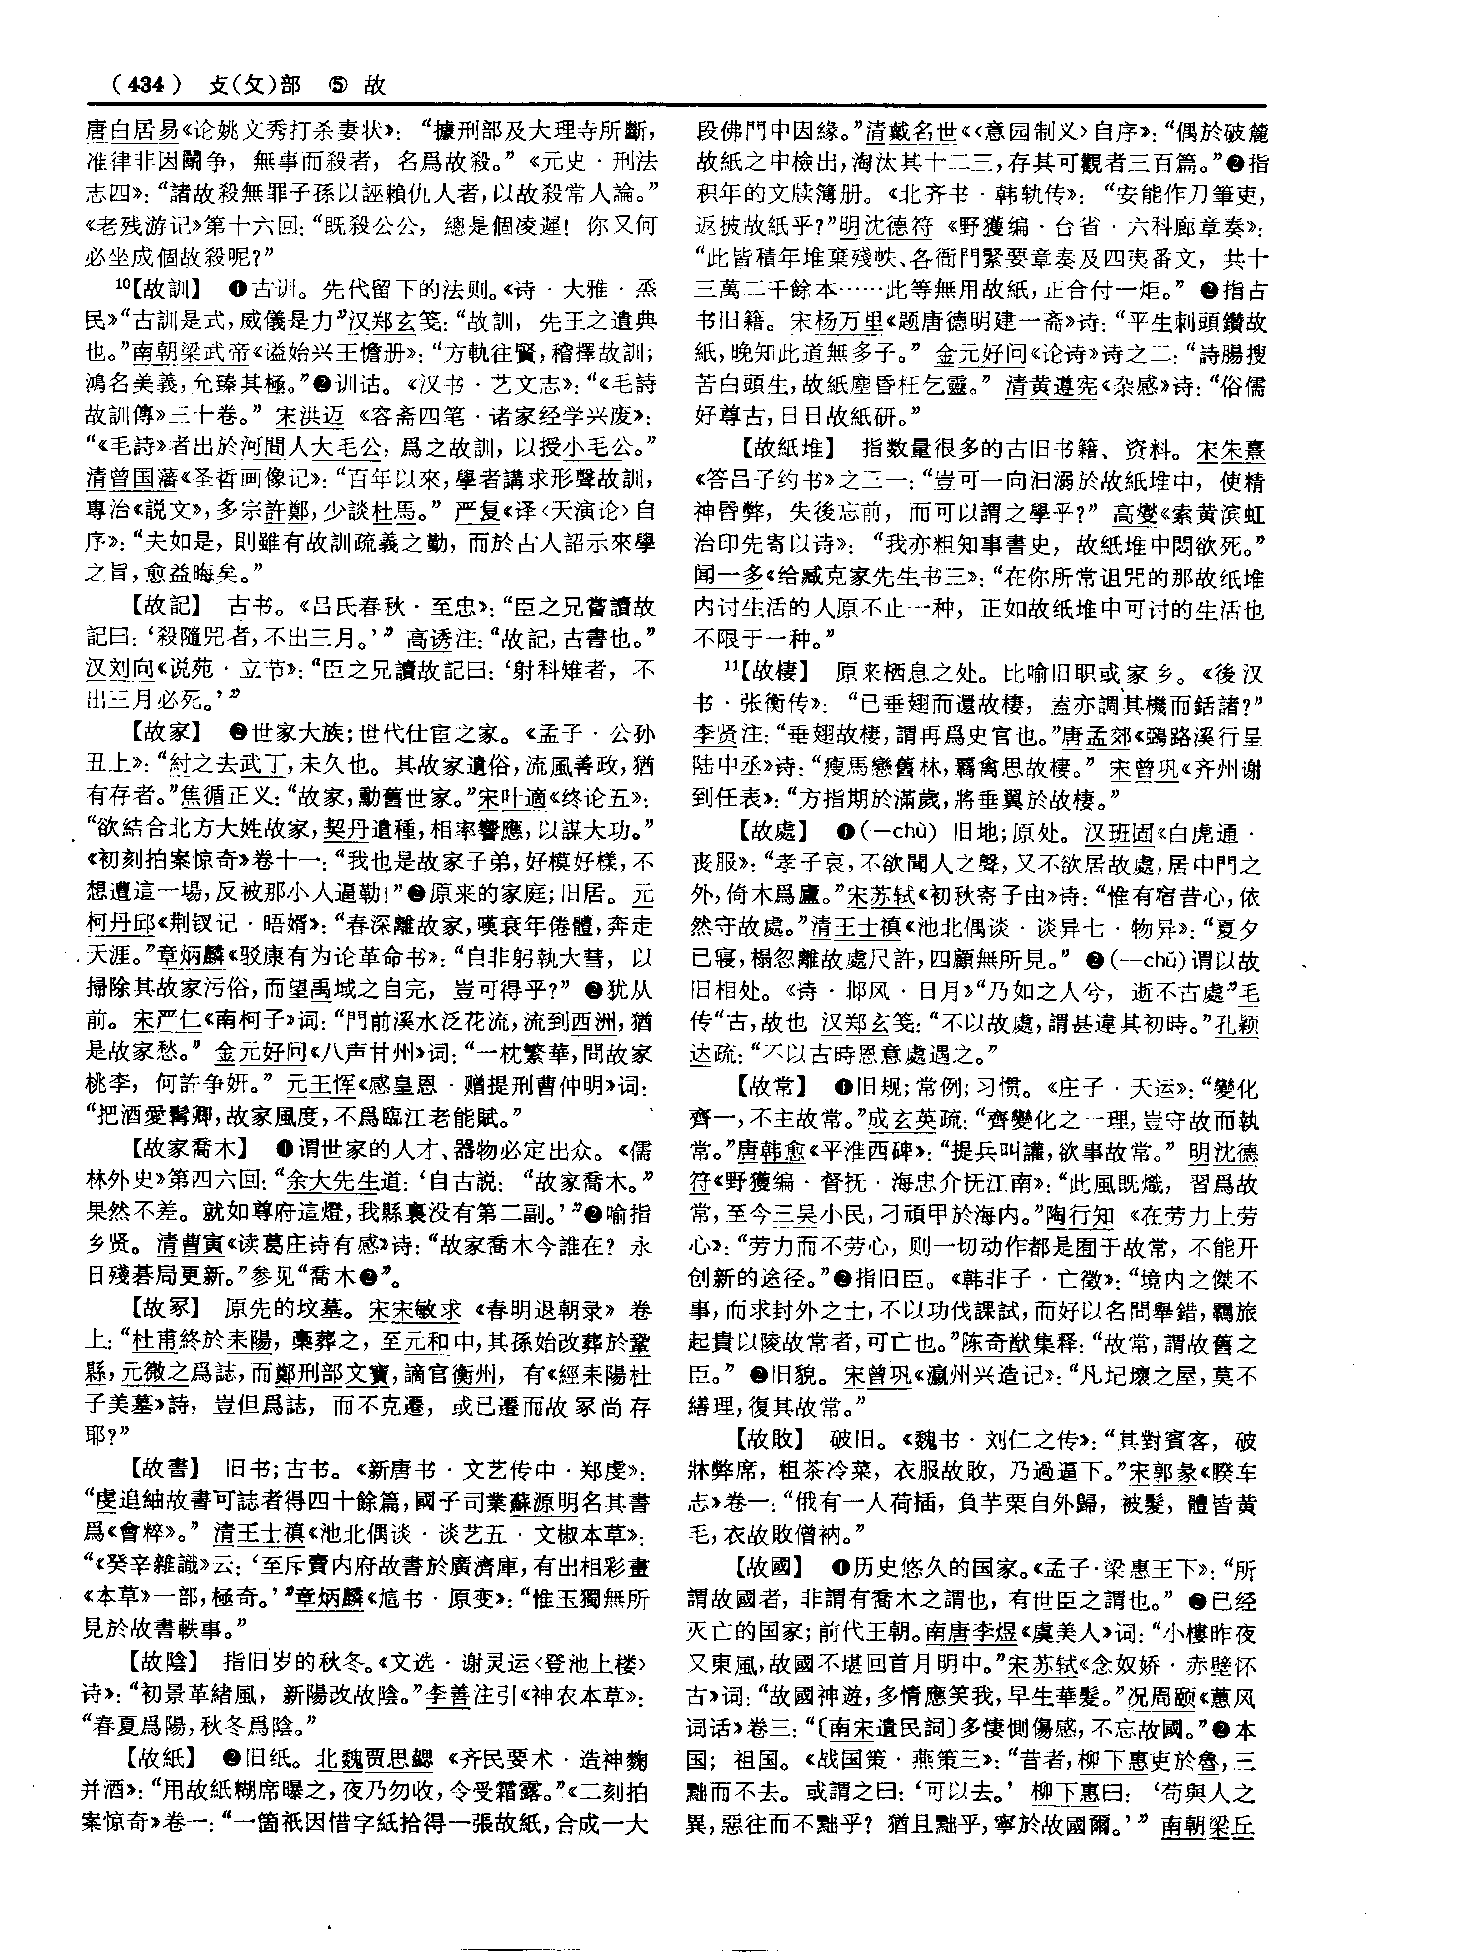 （434） 攴（攵）部 ⑤ 故
唐白居易《论姚文秀打杀妻状》：“據刑部及大理寺所斷，
准律非因鬬争，無事而殺者，名爲故殺。”《元史·刑法
志四》：“諸故殺無罪子孫以誣賴仇人者，以故殺常人論。”
《老残游记》第十六回：“既殺公公，總是個凌遲！你又何
必坐成個故殺呢？”
10【故訓】 ❶古训。先代留下的法则。《诗·大雅·烝
民》“古訓是式，威儀是力”汉郑玄笺：“故訓，先王之遺典
也。”南朝梁武帝《谥始兴王憺册》：“方軌往賢，稽擇故訓；
鴻名美義，允臻其極。”❷训诂。《汉书·艺文志》：“《毛詩
故訓傳》三十卷。” 宋洪迈《容斋四笔·诸家经学兴废》：
“《毛詩》者出於河間人大毛公，爲之故訓，以授小毛公。”
清曾国藩《圣哲画像记》：“百年以來，學者講求形聲故訓，
專治《説文》，多宗許鄭，少談杜馬。” 严复《译〈天演论〉自
序》：“夫如是，則雖有故訓疏義之勤，而於古人詔示來學
之旨，愈益晦矣。”
【故記】 古书。《吕氏春秋·至忠》：“臣之兄嘗讀故
記曰：‘殺隨兕者，不出三月。’” 高诱注：“故記，古書也。”
汉刘向《说苑·立节》：“臣之兄讀故記曰：‘射科雉者，不
出三月必死。’”
【故家】 ❷世家大族；世代仕宦之家。《孟子·公孙
丑上》：“紂之去武丁，未久也。其故家遺俗，流風善政，猶
有存者。”焦循正义：“故家，勳舊世家。”宋叶適《终论五》：
“欲結合北方大姓故家，契丹遺種，相率響應，以謀大功。”
《初刻拍案惊奇》卷十一：“我也是故家子弟，好模好樣，不
想遭這一場，反被那小人逼勒！”❷原来的家庭；旧居。元
柯丹邱《荆钗记·晤婿》：“春深離故家，嘆衰年倦體，奔走
天涯。”章炳麟《驳康有为论革命书》：“自非躬執大彗，以
掃除其故家污俗，而望禹域之自完，豈可得乎？” ❷犹从
前。宋严仁《南柯子》词：“門前溪水泛花流，流到西洲，猶
是故家愁。” 金元好问《八声甘州》词：“一枕繁華，問故家
桃李，何許争妍。” 元王恽《感皇恩·赠提刑曹仲明》词：
“把酒愛髯卿，故家風度，不爲臨江老能賦。”
【故家喬木】 ❶谓世家的人才、器物必定出众。《儒
林外史》第四六回：“余大先生道：‘自古説：“故家喬木。”
果然不差。就如尊府這燈，我縣裏没有第二副。’”❷喻指
乡贤。清曹寅《读葛庄诗有感》诗：“故家喬木今誰在？永
日殘碁局更新。”参见“喬木❷”。
【故冢】 原先的坟墓。宋宋敏求《春明退朝录》卷
上：“杜甫終於耒陽，藁葬之，至元和中，其孫始改葬於鞏
縣，元微之爲誌，而鄭刑部文寶，謫官衡州，有《經耒陽杜
子美墓》詩，豈但爲誌，而不克遷，或已遷而故冢尚存
耶？”
【故書】 旧书；古书。《新唐书·文艺传中·郑虔》：
“虔追紬故書可誌者得四十餘篇，國子司業蘇源明名其書
爲《會粹》。” 清王士禛《池北偶谈·谈艺五·文椒本草》：
“《癸辛雜識》云：‘至斥賣内府故書於廣濟庫，有出相彩畫
《本草》一部，極奇。’”章炳麟《訄书·原变》：“惟玉獨無所
見於故書軼事。”
【故陰】 指旧岁的秋冬。《文选·谢灵运〈登池上楼〉
诗》：“初景革緒風，新陽改故陰。”李善注引《神农本草》：
“春夏爲陽，秋冬爲陰。”
【故紙】 ❷旧纸。北魏贾思勰《齐民要术·造神麴
并酒》：“用故紙糊席曝之，夜乃勿收，令受霜露。”《二刻拍
案惊奇》卷一：“一箇祇因惜字紙拾得一張故紙，合成一大
段佛門中因緣。”清戴名世《〈意园制义〉自序》：“偶於破簏
故紙之中檢出，淘汰其十二三，存其可觀者三百篇。”❷指
积年的文牍簿册。《北齐书·韩轨传》：“安能作刀筆吏，
返披故紙乎？”明沈德符《野獲编·台省·六科廊章奏》：
“此皆積年堆棄殘帙、各衙門緊要章奏及四夷番文，共十
三萬二千餘本……此等無用故紙，正合付一炬。” ❷指古
书旧籍。宋杨万里《题唐德明建一斋》诗：“平生刺頭鑽故
紙，晚知此道無多子。” 金元好问《论诗》诗之二：“詩腸搜
苦白頭生，故紙塵昏枉乞靈。” 清黄遵宪《杂感》诗：“俗儒
好尊古，日日故紙研。”
【故紙堆】 指数量很多的古旧书籍、资料。宋朱熹
《答吕子约书》之二一：“豈可一向汩溺於故紙堆中，使精
神昏弊，失後忘前，而可以謂之學乎？” 高燮《索黄滨虹
治印先寄以诗》：“我亦粗知事書史，故紙堆中悶欲死。”
闻一多《给臧克家先生书三》：“在你所常诅咒的那故纸堆
内讨生活的人原不止一种，正如故纸堆中可讨的生活也
不限于一种。”
11【故棲】 原来栖息之处。比喻旧职或家乡。《後汉
书·张衡传》：“已垂翅而還故棲，盍亦調其機而銛諸？”
李贤注：“垂翅故棲，謂再爲史官也。”唐孟郊《鵶路溪行呈
陆中丞》诗：“瘦馬戀舊林，羈禽思故棲。” 宋曾巩《齐州谢
到任表》：“方指期於滿歲，將垂翼於故棲。”
【故處】 ❶（—chù）旧地；原处。汉班固《白虎通·
丧服》：“孝子哀，不欲聞人之聲，又不欲居故處，居中門之
外，倚木爲廬。”宋苏轼《初秋寄子由》诗：“惟有宿昔心，依
然守故處。”清王士禛《池北偶谈·谈异七·物异》：“夏夕
已寝，榻忽離故處尺許，四顧無所見。” ❷（—chǔ）谓以故
旧相处。《诗·邶风·日月》“乃如之人兮，逝不古處”毛
传“古，故也 汉郑玄笺：“不以故處，謂甚違其初時。”孔颖
达疏：“不以古時恩意處遇之。”
【故常】 ❶旧规；常例；习惯。《庄子·天运》：“變化
齊一，不主故常。”成玄英疏：“齊變化之一理，豈守故而執
常。”唐韩愈《平淮西碑》：“提兵叫讙，欲事故常。” 明沈德
符《野獲编·督抚·海忠介抚江南》：“此風既熾，習爲故
常，至今三吴小民，刁頑甲於海内。”陶行知《在劳力上劳
心》：“劳力而不劳心，则一切动作都是囿于故常，不能开
创新的途径。”❷指旧臣。《韩非子·亡徵》：“境内之傑不
事，而求封外之士，不以功伐課試，而好以名問舉錯，羈旅
起貴以陵故常者，可亡也。”陈奇猷集释：“故常，謂故舊之
臣。” ❷旧貌。宋曾巩《瀛州兴造记》：“凡圮壞之屋，莫不
繕理，復其故常。”
【故敗】 破旧。《魏书·刘仁之传》：“其對賓客，破
牀弊席，粗茶冷菜，衣服故敗，乃過逼下。”宋郭彖《睽车
志》卷一：“俄有一人荷插，負芋栗自外歸，被髮，體皆黄
毛，衣故敗僧衲。”
【故國】 ❶历史悠久的国家。《孟子·梁惠王下》：“所
謂故國者，非謂有喬木之謂也，有世臣之謂也。” ❷已经
灭亡的国家；前代王朝。南唐李煜《虞美人》词：“小樓昨夜
又東風，故國不堪回首月明中。”宋苏轼《念奴娇·赤壁怀
古》词：“故國神遊，多情應笑我，早生華髮。”况周颐《蕙风
词话》卷三：“〔南宋遺民詞〕多悽惻傷感，不忘故國。”❷本
国；祖国。《战国策·燕策三》：“昔者，柳下惠吏於魯，三
黜而不去。或謂之曰：‘可以去。’ 柳下惠曰：‘苟與人之
異，惡往而不黜乎？猶且黜乎，寧於故國爾。’” 南朝梁丘